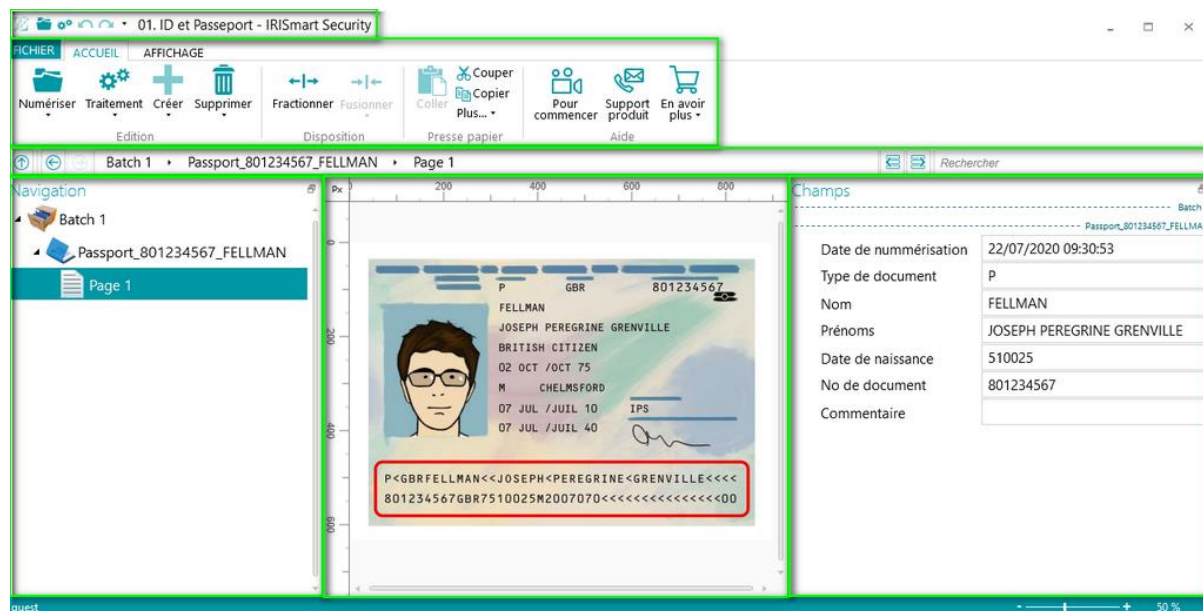 01. ID et Passeport - IRISmart Security
FICHIER ACCUEIL AFFICHAGE
Numériser Traitement Créer Supprimer Fractionner Fusionner Coller Couper Copier Plus... Pour commencer Support produit En avoir plus
Edition Disposition Presse papier Aide
Batch 1 Passport_801234567_FELLMAN Page 1 Rechercher
Navigation
Batch 1
Passport_801234567_FELLMAN
Page 1
Px 0 200 400 600 800
0
200
400
600
P GBR 801234567
FELLMAN
JOSEPH PEREGRINE GRENVILLE
BRITISH CITIZEN
02 OCT /OCT 75
M CHELMSFORD
07 JUL /JUIL 10 IPS
07 JUL /JUIL 40
P<GBRFELLMAN<<JOSEPH<PEREGRINE<GRENVILLE<<<<
801234567GBR7510025M2007070<<<<<<<<<<<<<<<00
Champs
Batch
Passport_801234567_FELLMA
Date de nummérisation 22/07/2020 09:30:53
Type de document P
Nom FELLMAN
Prénoms JOSEPH PEREGRINE GRENVILLE
Date de naissance 510025
No de document 801234567
Commentaire
guest - + 50 %